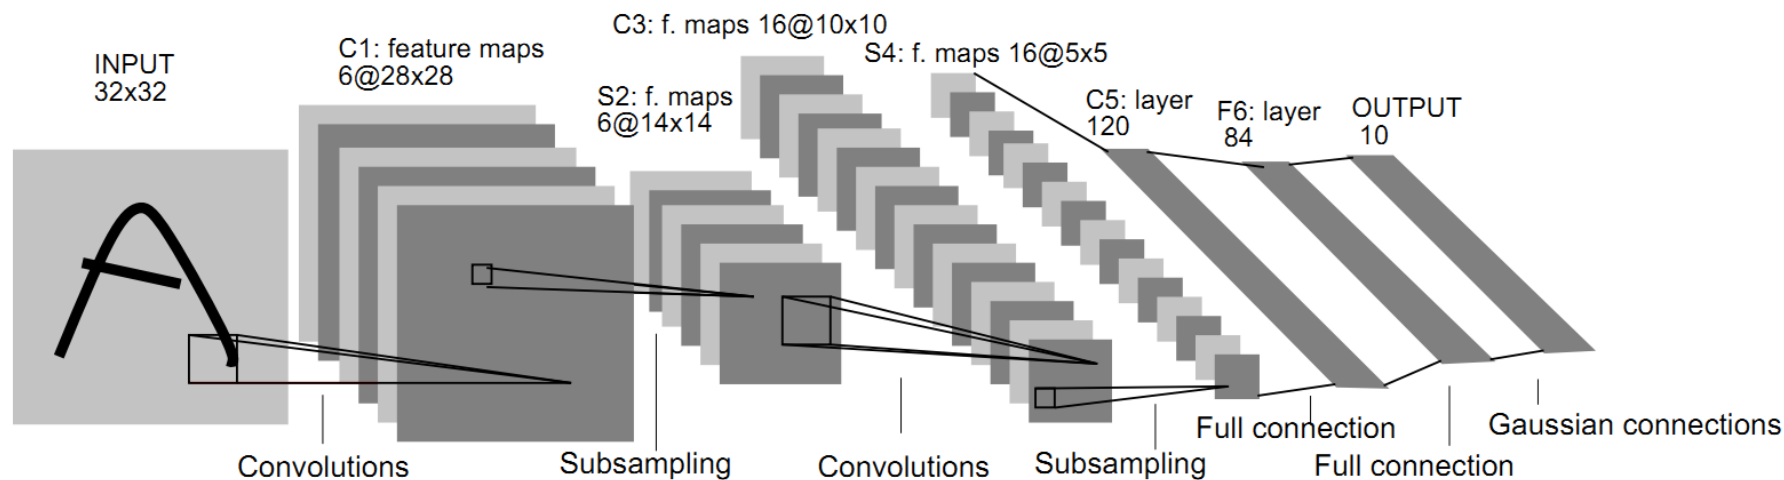 INPUT
32x32
C1: feature maps
6@28x28
S2: f. maps
6@14x14
C3: f. maps 16@10x10
S4: f. maps 16@5x5
C5: layer
120
F6: layer
84
OUTPUT
10
Convolutions
Subsampling
Convolutions
Subsampling
Full connection
Full connection
Gaussian connections